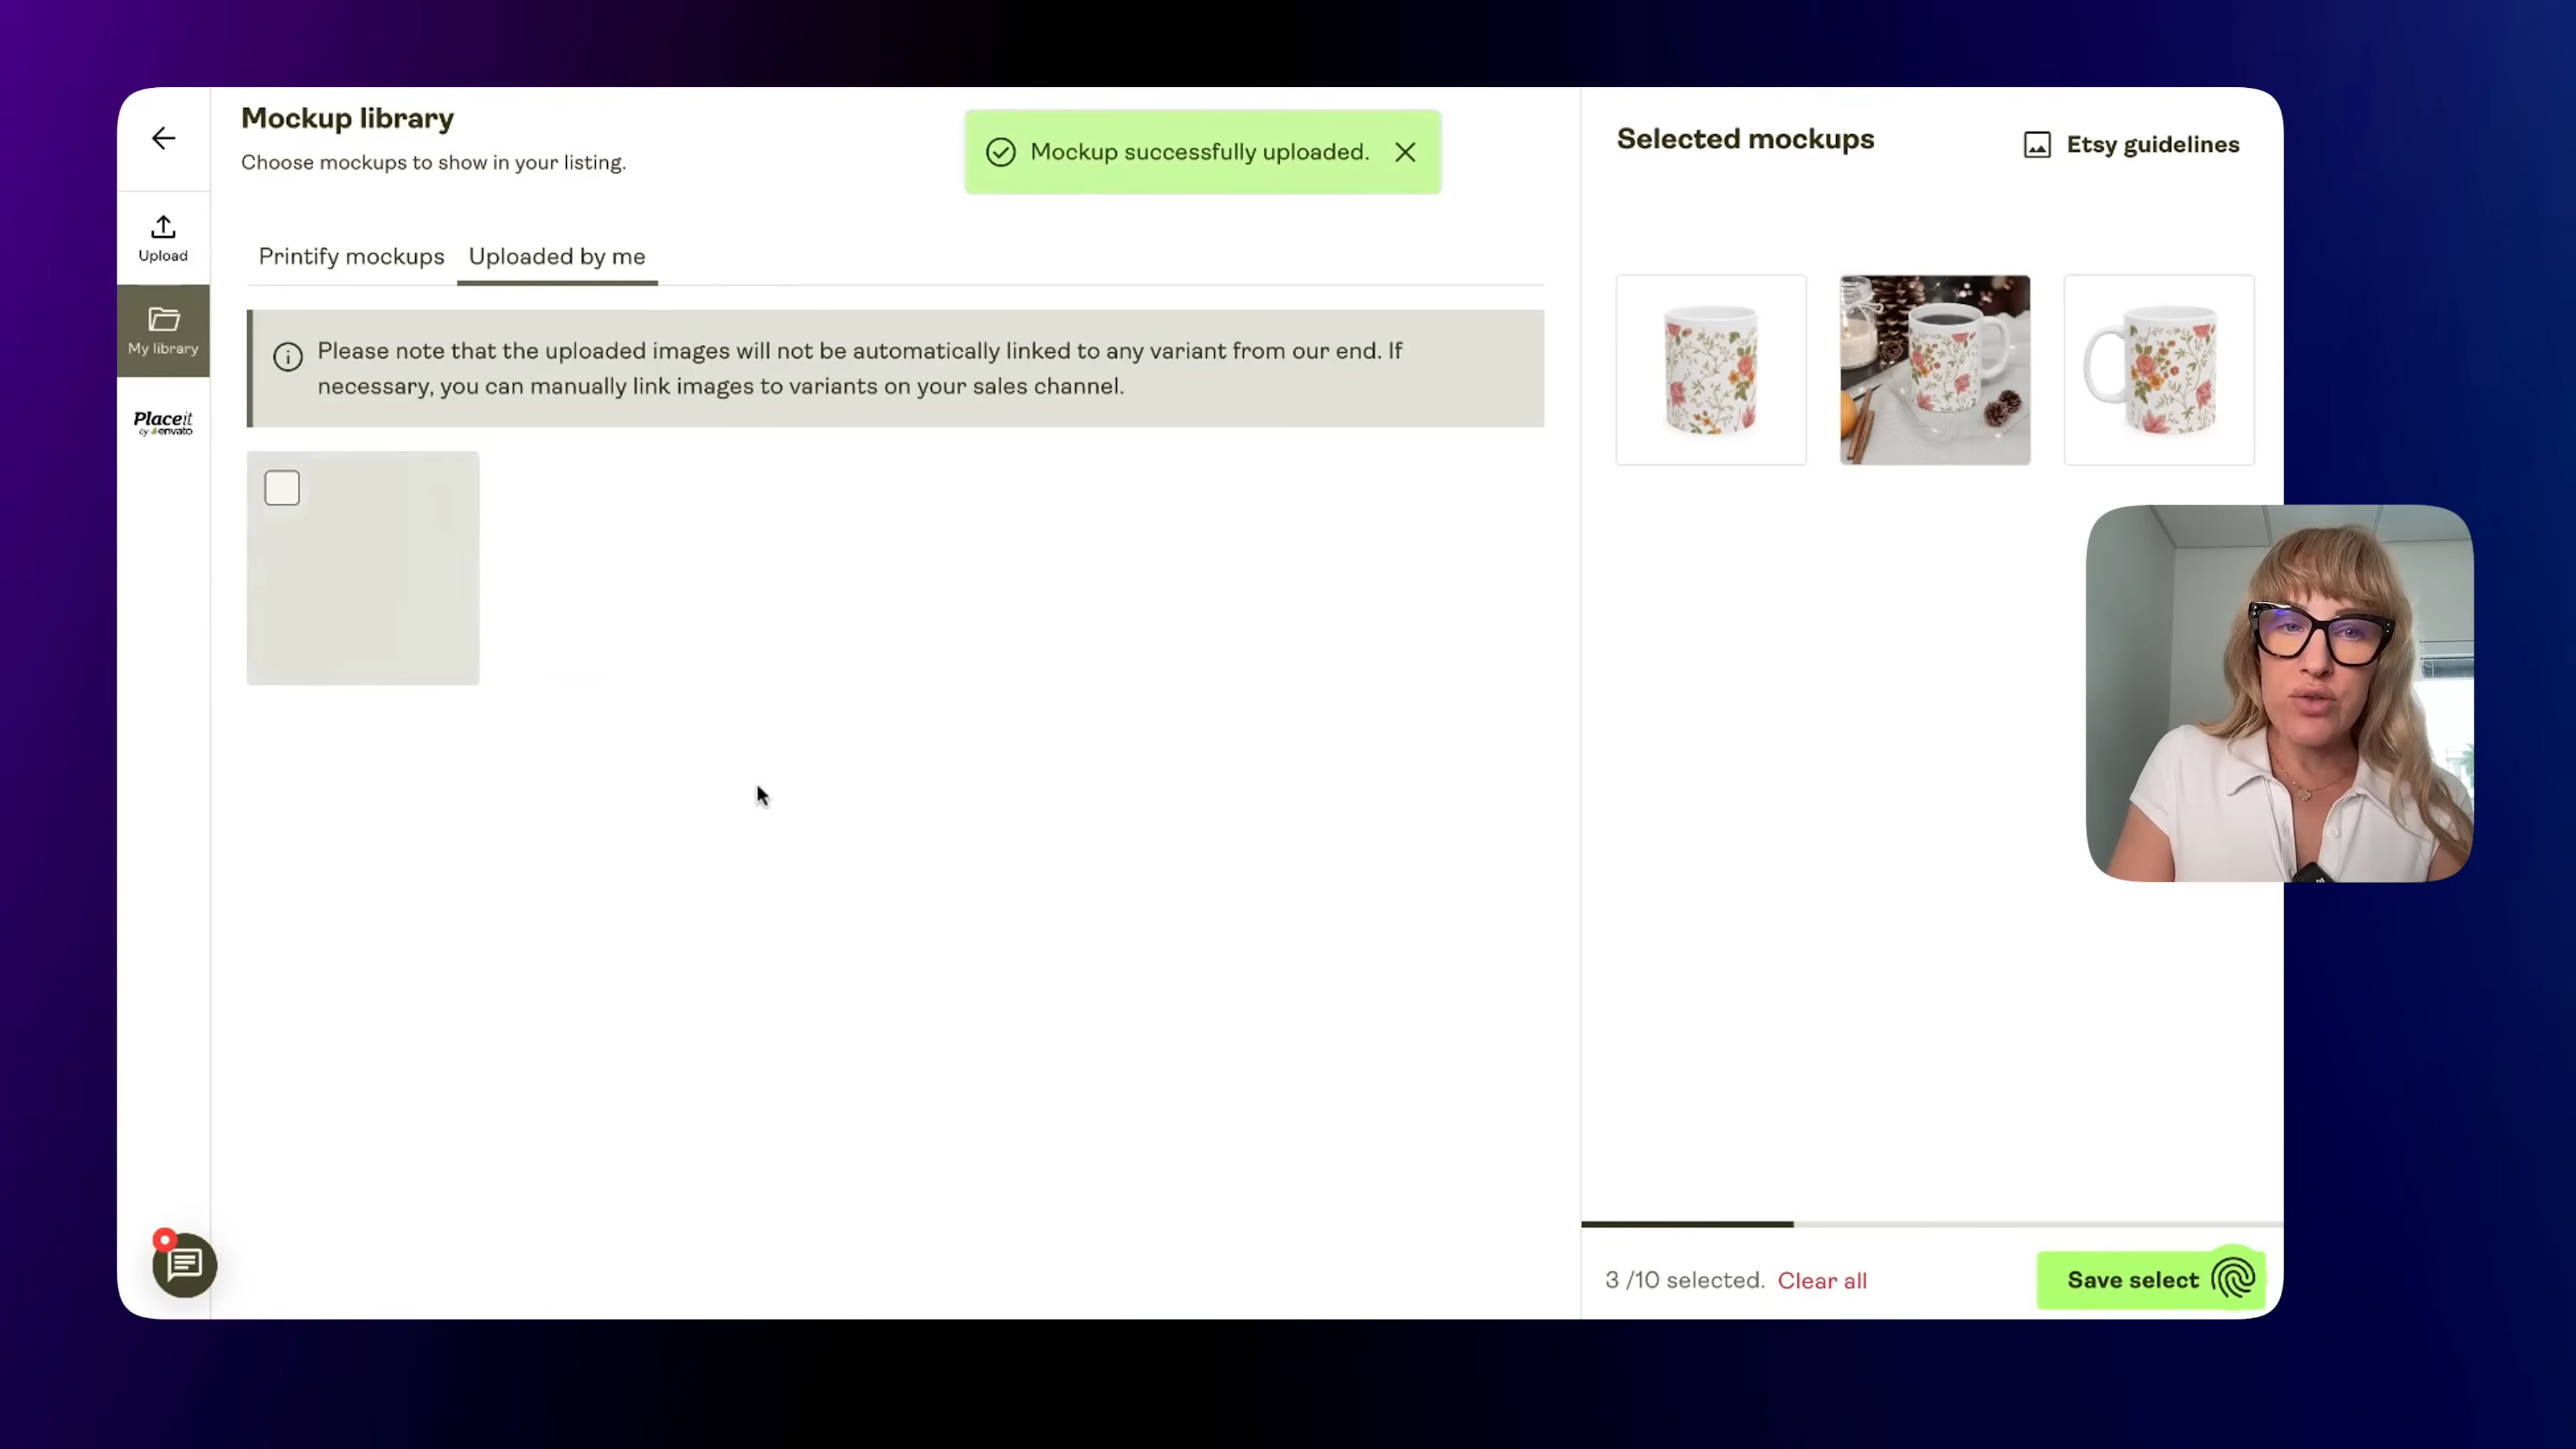 Mockup library
Choose mockups to show in your listing.
Mockup successfully uploaded.
Selected mockups
Etsy guidelines
Upload
My library
Placeit
by envato
Printify mockups
Uploaded by me
Please note that the uploaded images will not be automatically linked to any variant from our end. If
necessary, you can manually link images to variants on your sales channel.
3 /10 selected.
Clear all
Save select